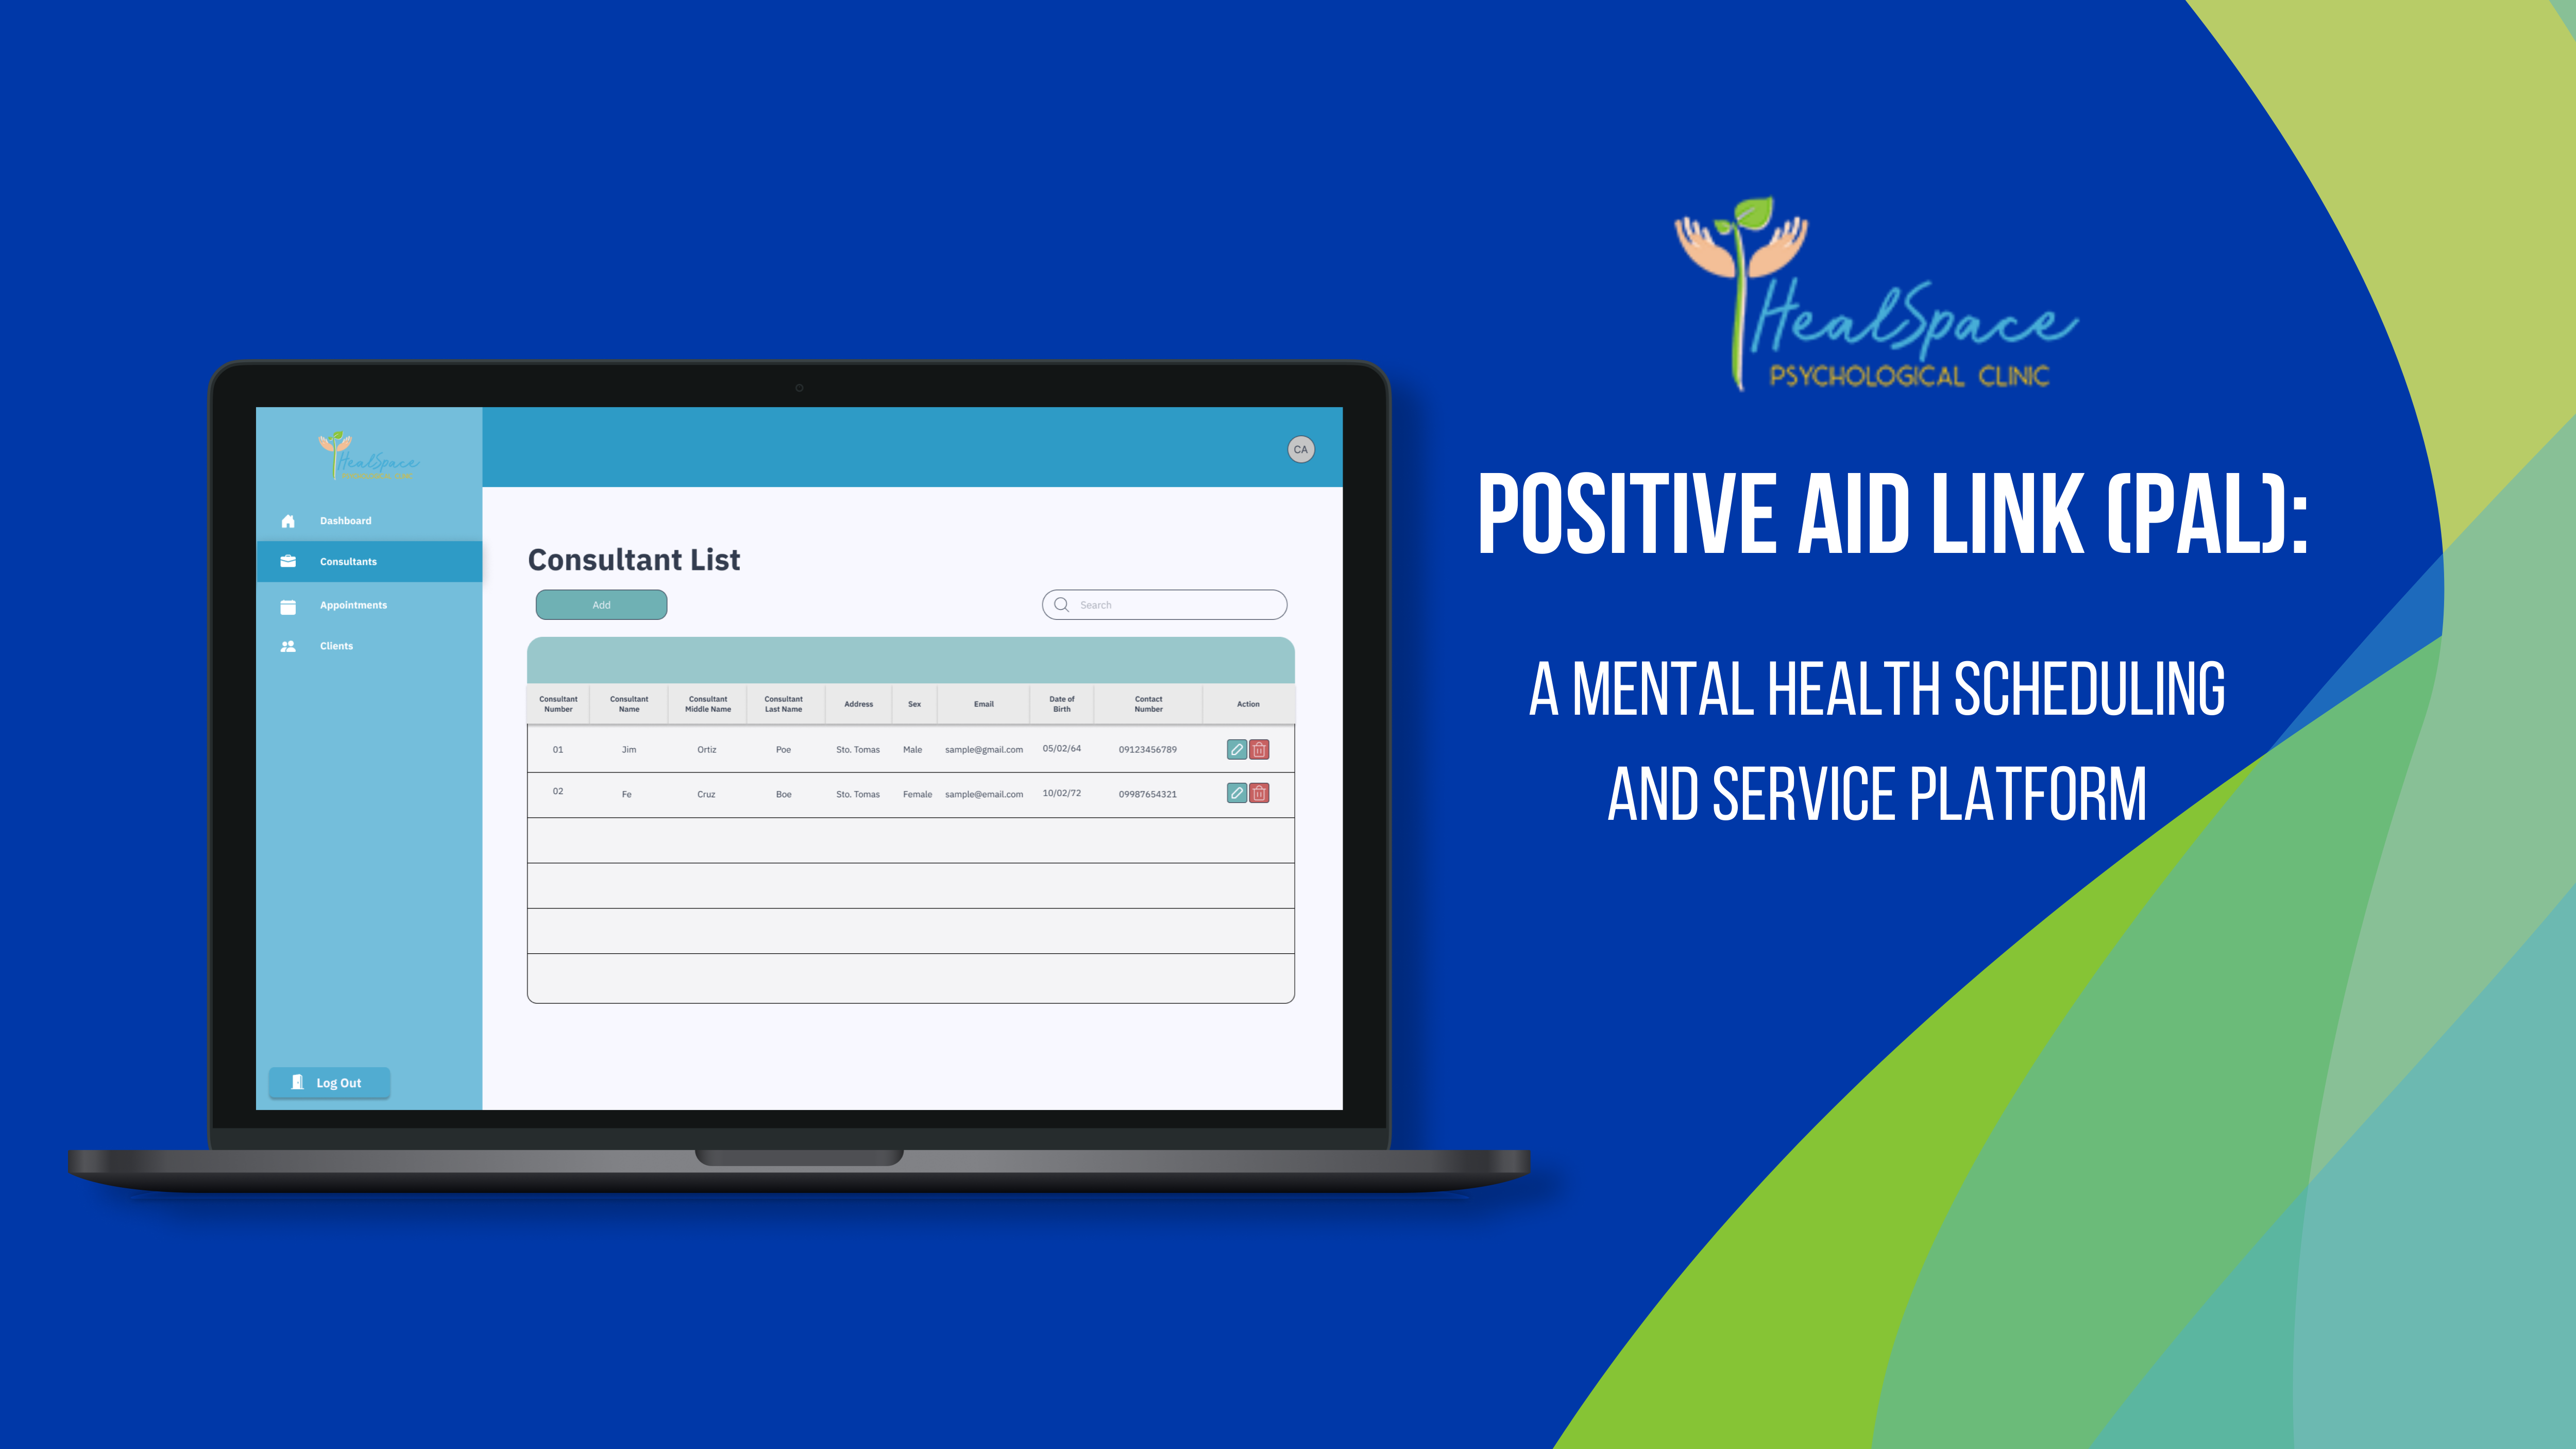 HealSpace
PSYCHOLOGICAL CLINIC
POSITIVE AID LINK (PAL):
A MENTAL HEALTH SCHEDULING
AND SERVICE PLATFORM
HealSpace
PSYCHOLOGICAL CLINIC
CA
Dashboard
Consultants
Appointments
Clients
Log Out
Consultant List
Add
Search
Consultant Number Consultant Name Consultant Middle Name Consultant Last Name Address Sex Email Date of Birth Contact Number Action
01 Jim Ortiz Poe Sto. Tomas Male sample@gmail.com 05/02/64 09123456789
02 Fe Cruz Boe Sto. Tomas Female sample@email.com 10/02/72 09987654321